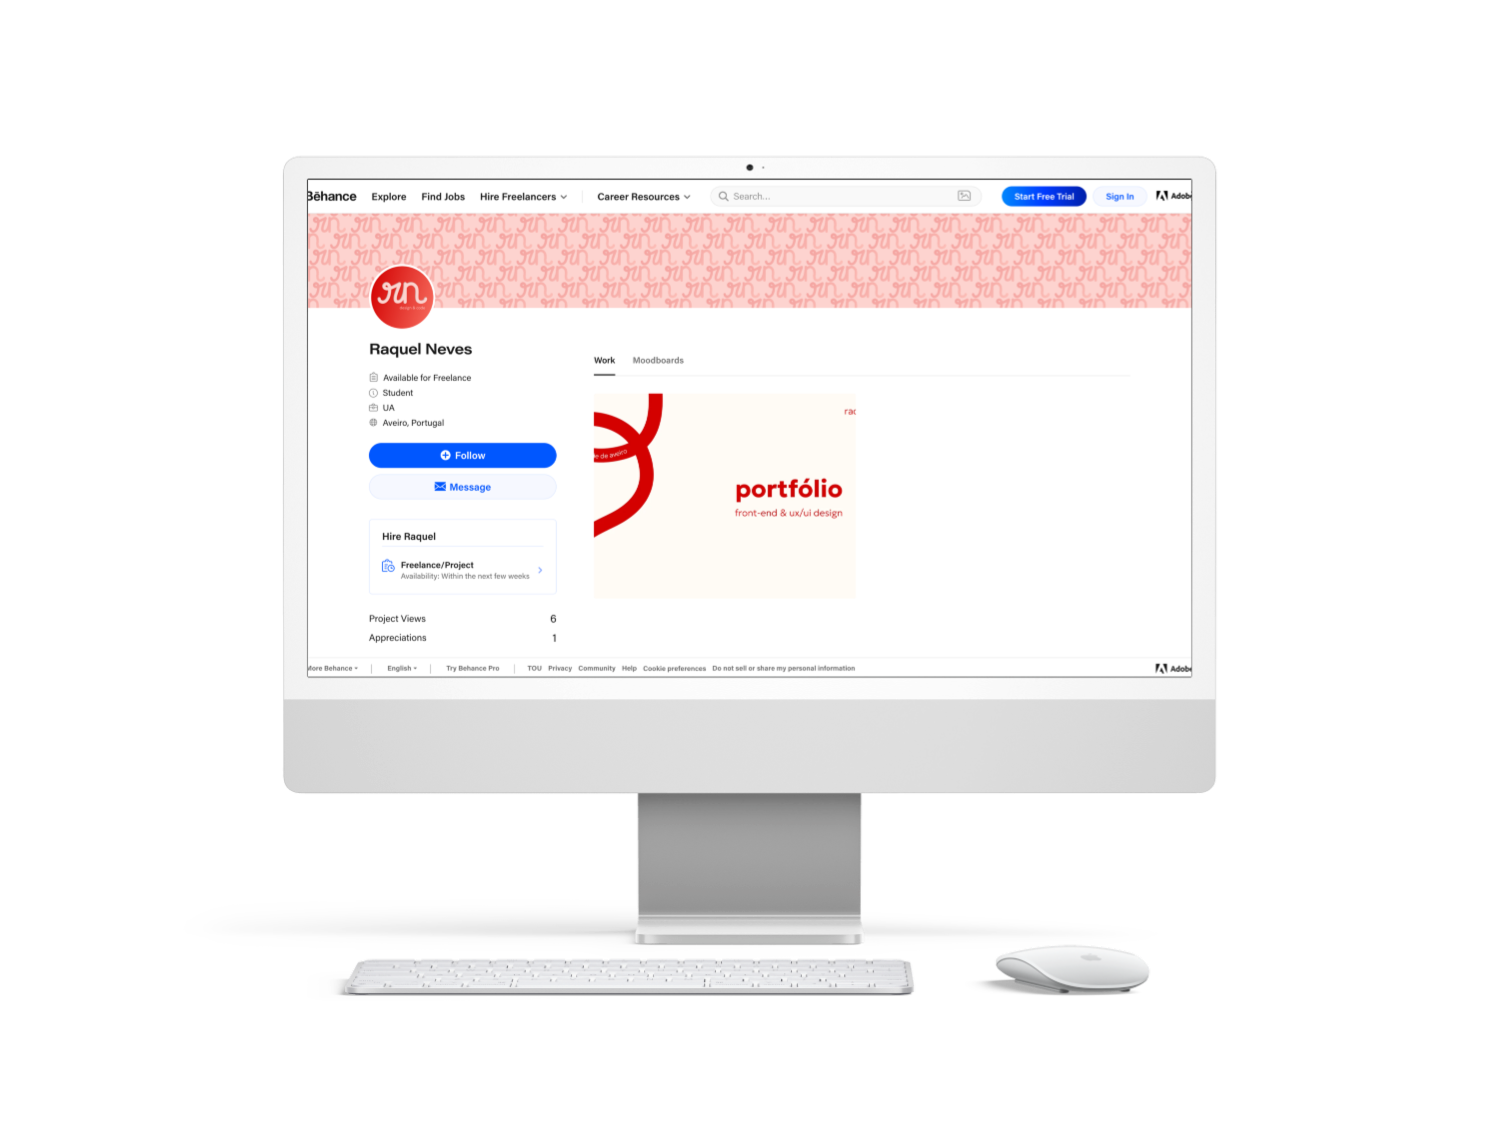 Bēhance Explore Find Jobs Hire Freelancers Career Resources Search... Start Free Trial Sign In Adobe
rn
Raquel Neves
Available for Freelance
Student
UA
Aveiro, Portugal
Follow
Message
Hire Raquel
Freelance/Project
Availability: Within the next few weeks
Project Views 6
Appreciations 1
Work Moodboards
de aveiro
portfólio
front-end & ux/ui design
More Behance English Try Behance Pro TOU Privacy Community Help Cookie preferences Do not sell or share my personal information Adobe